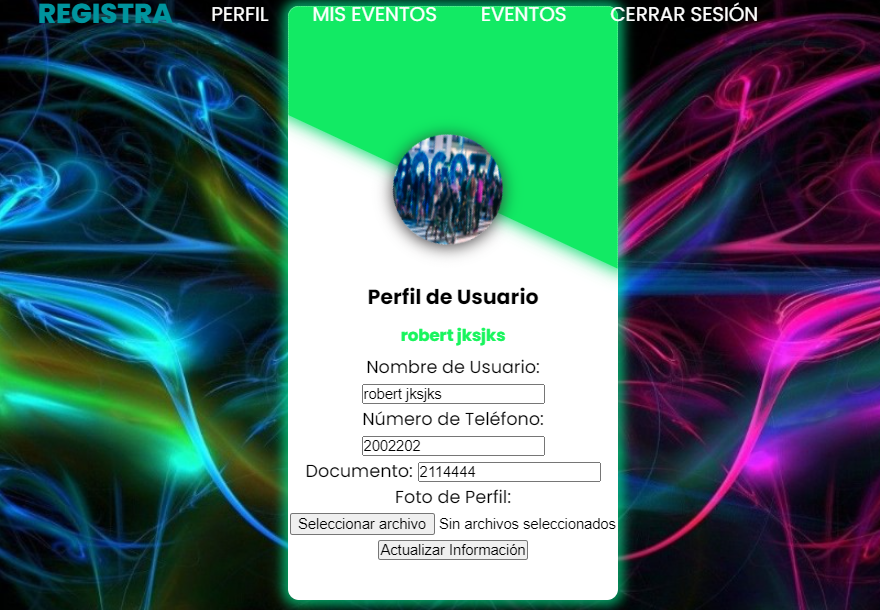 REGISTRA PERFIL MIS EVENTOS EVENTOS CERRAR SESIÓN
Perfil de Usuario
robert jksjks
Nombre de Usuario:
robert jksjks
Número de Teléfono:
2002202
Documento: 2114444
Foto de Perfil:
Seleccionar archivo Sin archivos seleccionados
Actualizar Información